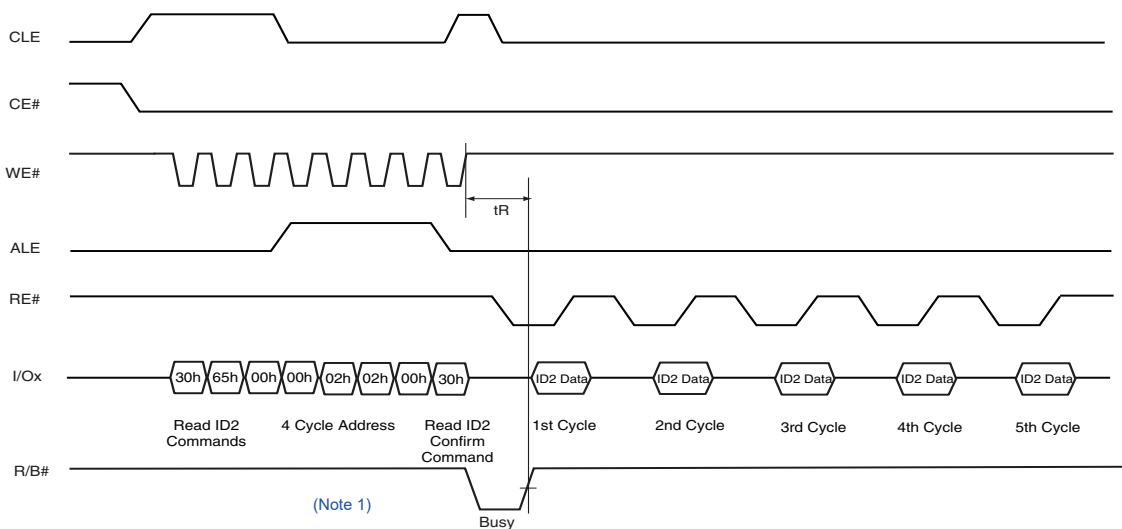 CLE
CE#
WE#
tR
ALE
RE#
I/Ox
30h 65h 00h 00h 02h 02h 00h 30h ID2 Data ID2 Data ID2 Data ID2 Data ID2 Data
Read ID2
Commands
4 Cycle Address
Read ID2
Confirm
Command
1st Cycle
2nd Cycle
3rd Cycle
4th Cycle
5th Cycle
R/B#
(Note 1)
Busy